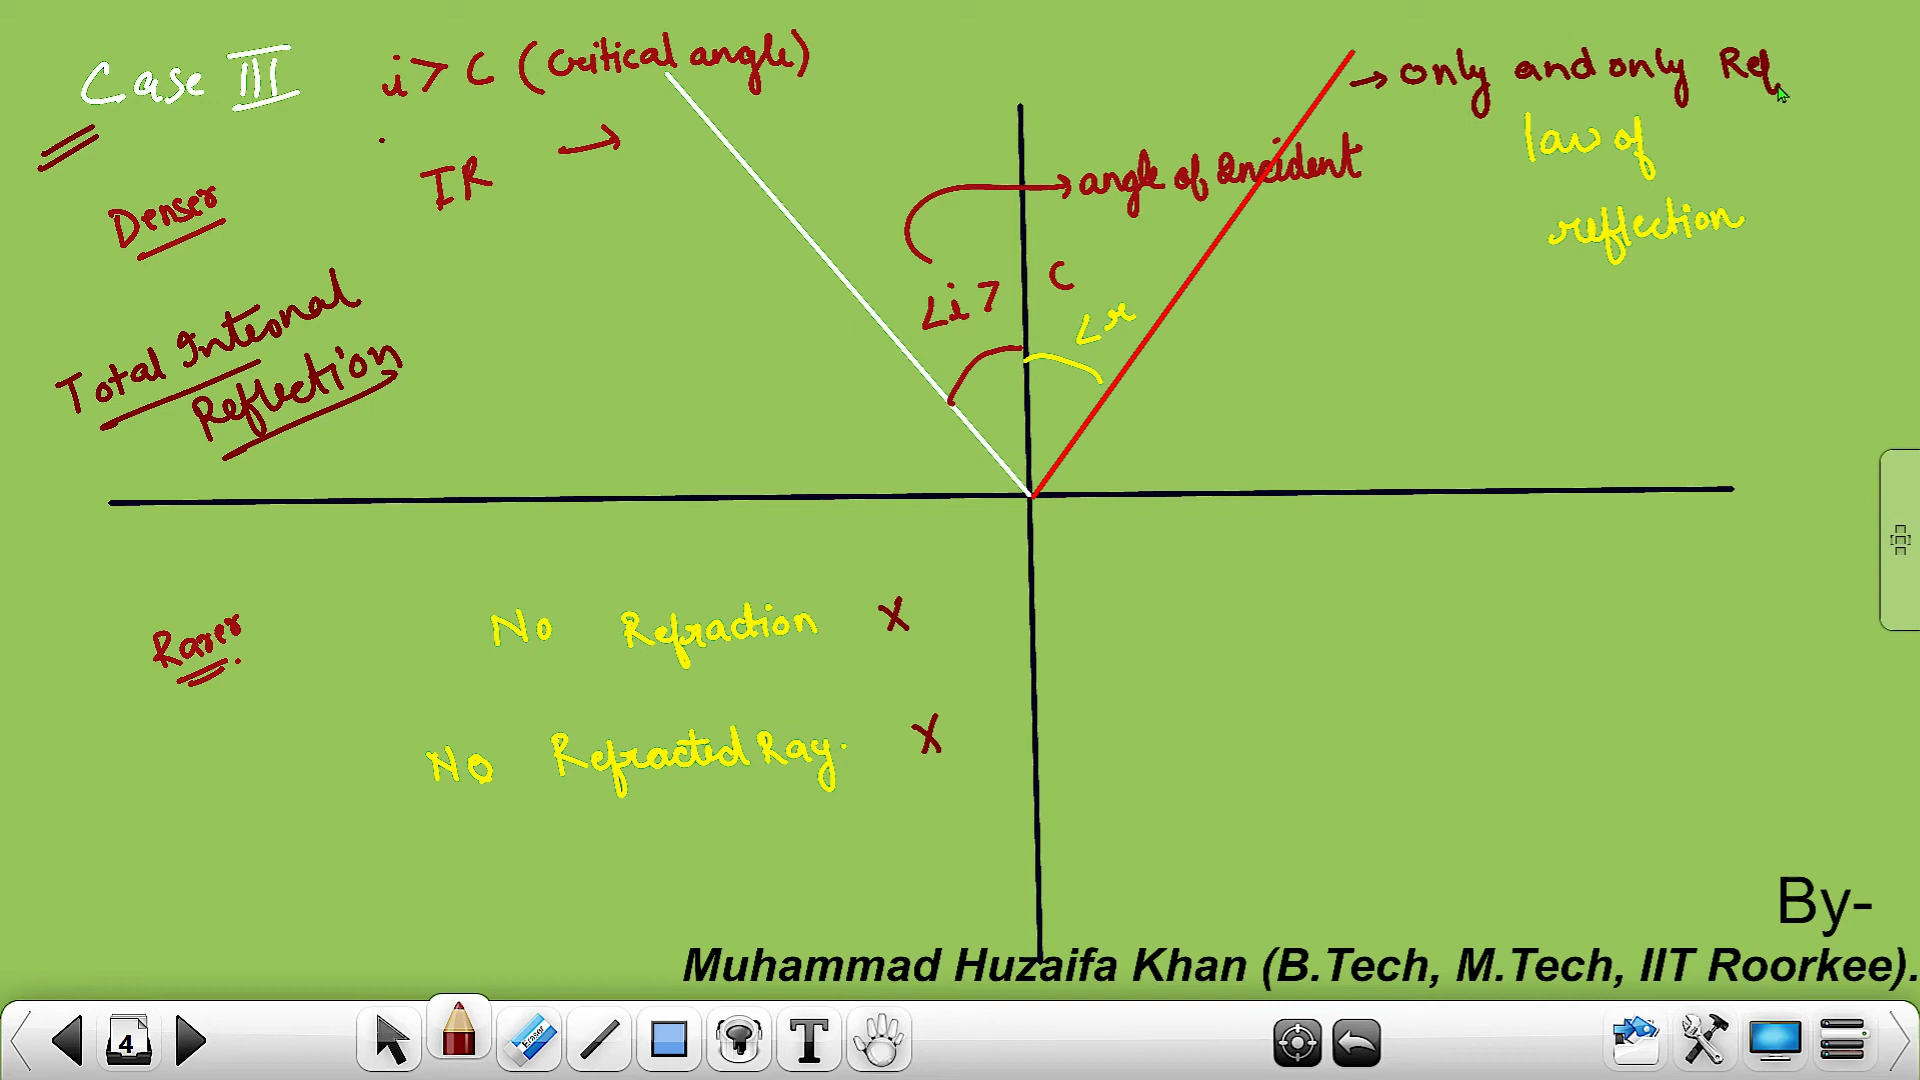 Case III i > C (Critical angle)
→ only and only Ref
IR →
law of
reflection
Denser
→ angle of Incident
<i > C
<r
Total Internal
Reflection
Rarer
No Refraction X
No Refracted Ray. X
By-
Muhammad Huzaifa Khan (B.Tech, M.Tech, IIT Roorkee).
4
Eraser
T